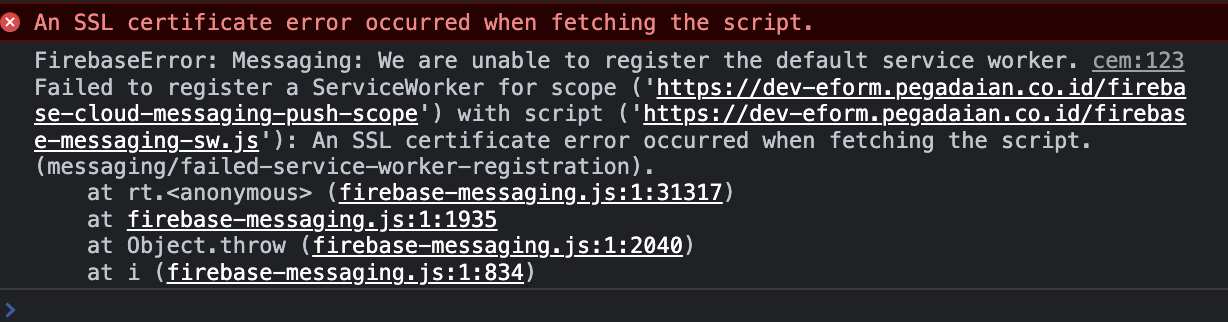 An SSL certificate error occurred when fetching the script.
FirebaseError: Messaging: We are unable to register the default service worker. cem:123
Failed to register a ServiceWorker for scope ('https://dev-eform.pegadaian.co.id/fireba
se-cloud-messaging-push-scope') with script ('https://dev-eform.pegadaian.co.id/firebas
e-messaging-sw.js'): An SSL certificate error occurred when fetching the script.
(messaging/failed-service-worker-registration).
at rt.<anonymous> (firebase-messaging.js:1:31317)
at firebase-messaging.js:1:1935
at Object.throw (firebase-messaging.js:1:2040)
at i (firebase-messaging.js:1:834)